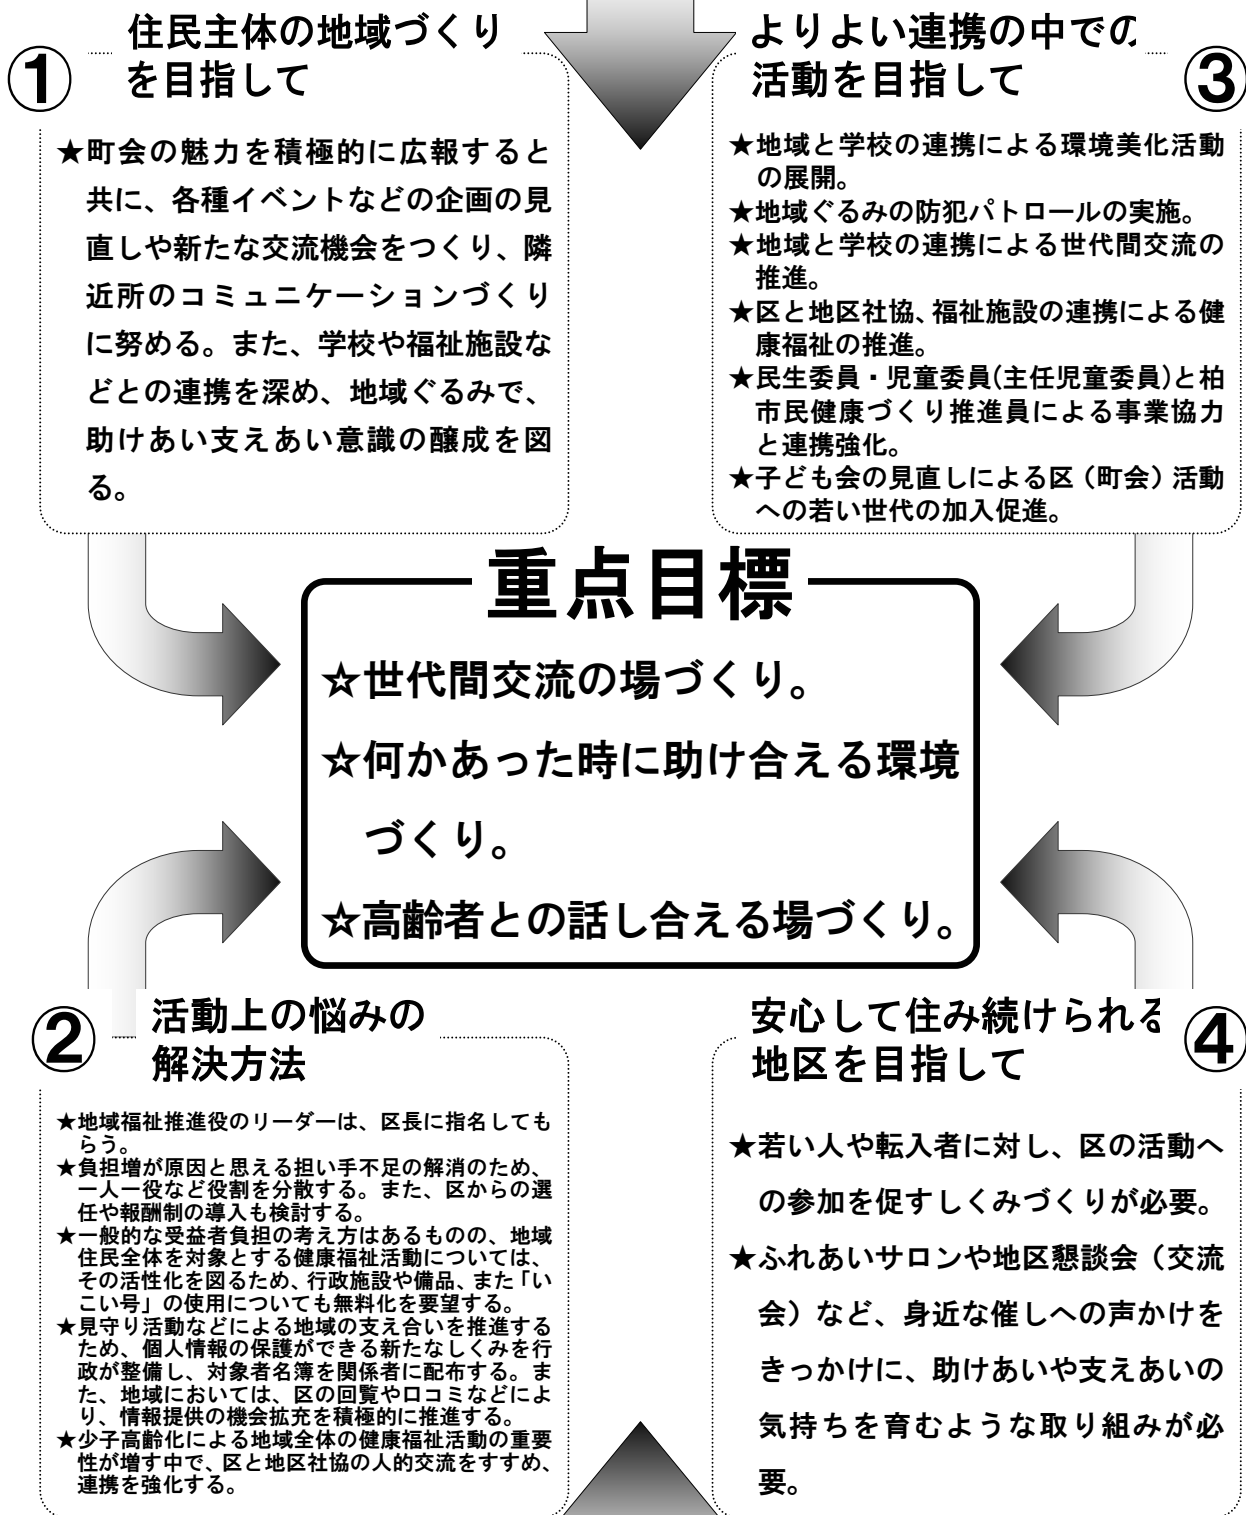 ①
住民主体の地域づくり
を目指して
★町会の魅力を積極的に広報すると
共に、各種イベントなどの企画の見
直しや新たな交流機会をつくり、隣
近所のコミュニケーションづくり
に努める。また、学校や福祉施設な
どとの連携を深め、地域ぐるみで、
助けあい支えあい意識の醸成を図
る。
よりよい連携の中での
活動を目指して
③
★地域と学校の連携による環境美化活動
の展開。
★地域ぐるみの防犯パトロールの実施。
★地域と学校の連携による世代間交流の
推進。
★区と地区社協、福祉施設の連携による健
康福祉の推進。
★民生委員・児童委員(主任児童委員)と柏
市民健康づくり推進員による事業協力
と連携強化。
★子ども会の見直しによる区（町会）活動
への若い世代の加入促進。
重点目標
☆世代間交流の場づくり。
☆何かあった時に助け合える環境
づくり。
☆高齢者との話し合える場づくり。
②
活動上の悩みの
解決方法
★地域福祉推進役のリーダーは、区長に指名しても
らう。
★負担増が原因と思える担い手不足の解消のため、
一人一役など役割を分散する。また、区からの選
任や報酬制の導入も検討する。
★一般的な受益者負担の考え方はあるものの、地域
住民全体を対象とする健康福祉活動については、
その活性化を図るため、行政施設や備品、また「い
こい号」の使用についても無料化を要望する。
★見守り活動などによる地域の支え合いを推進する
ため、個人情報の保護ができる新たなしくみを行
政が整備し、対象者名簿を関係者に配布する。ま
た、地域においては、区の回覧や口コミなどによ
り、情報提供の機会拡充を積極的に推進する。
★少子高齢化による地域全体の健康福祉活動の重要
性が増す中で、区と地区社協の人的交流をすすめ、
連携を強化する。
安心して住み続けられる
地区を目指して
④
★若い人や転入者に対し、区の活動へ
の参加を促すしくみづくりが必要。
★ふれあいサロンや地区懇談会（交流
会）など、身近な催しへの声かけを
きっかけに、助けあいや支えあいの
気持ちを育むような取り組みが必
要。